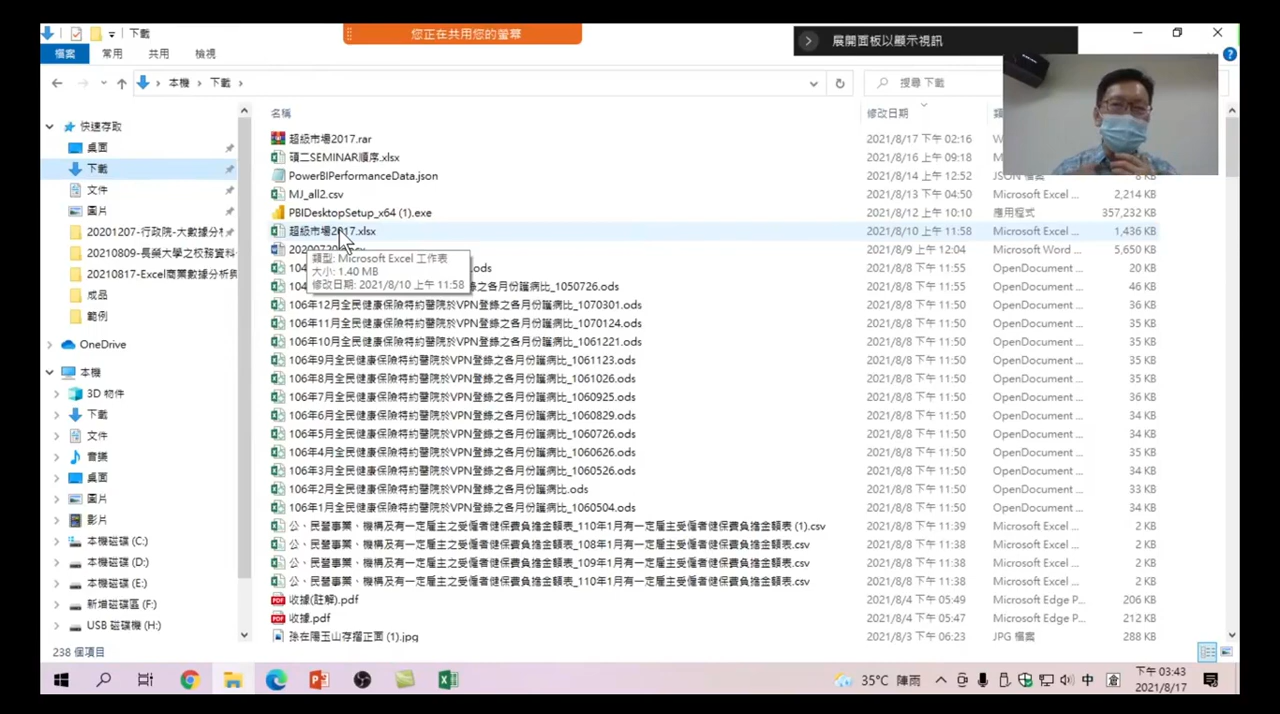 下載
您正在共用您的螢幕
展開面板以顯示視訊
檔案 常用 共用 檢視
本機 › 下載 ›
搜尋 下載
名稱 修改日期
快速存取
桌面
下載
文件
圖片
20201207-行政院-大數據分
20210809-長榮大學之校務資料
20210817-Excel商業數據分析
成品
範例
OneDrive
本機
3D 物件
下載
文件
音樂
桌面
圖片
影片
本機磁碟 (C:)
本機磁碟 (D:)
本機磁碟 (E:)
新增磁碟區 (F:)
USB 磁碟機 (H:)
超級市場2017.rar 2021/8/17 下午 02:16
碩二SEMINAR順序.xlsx 2021/8/16 上午 09:18
PowerBIPerformanceData.json 2021/8/14 上午 12:52 JSON 檔案 8 KB
MJ_all2.csv 2021/8/13 下午 04:50 Microsoft Excel ... 2,214 KB
PBIDesktopSetup_x64 (1).exe 2021/8/12 上午 10:10 應用程式 357,232 KB
超級市場2017.xlsx 2021/8/10 上午 11:58 Microsoft Excel ... 1,436 KB
2021/8/9 上午 12:04 Microsoft Word ... 5,650 KB
類型: Microsoft Excel 工作表
大小: 1.40 MB
修改日期: 2021/8/10 上午 11:58
.ods 2021/8/8 下午 11:55 OpenDocument ... 20 KB
登錄之各月份護病比_1050726.ods 2021/8/8 下午 11:55 OpenDocument ... 46 KB
106年12月全民健康保險特約醫院於VPN登錄之各月份護病比_1070301.ods 2021/8/8 下午 11:50 OpenDocument ... 36 KB
106年11月全民健康保險特約醫院於VPN登錄之各月份護病比_1070124.ods 2021/8/8 下午 11:50 OpenDocument ... 35 KB
106年10月全民健康保險特約醫院於VPN登錄之各月份護病比_1061221.ods 2021/8/8 下午 11:50 OpenDocument ... 35 KB
106年9月全民健康保險特約醫院於VPN登錄之各月份護病比_1061123.ods 2021/8/8 下午 11:50 OpenDocument ... 35 KB
106年8月全民健康保險特約醫院於VPN登錄之各月份護病比_1061026.ods 2021/8/8 下午 11:50 OpenDocument ... 35 KB
106年7月全民健康保險特約醫院於VPN登錄之各月份護病比_1060925.ods 2021/8/8 下午 11:50 OpenDocument ... 35 KB
106年6月全民健康保險特約醫院於VPN登錄之各月份護病比_1060829.ods 2021/8/8 下午 11:50 OpenDocument ... 34 KB
106年5月全民健康保險特約醫院於VPN登錄之各月份護病比_1060726.ods 2021/8/8 下午 11:50 OpenDocument ... 34 KB
106年4月全民健康保險特約醫院於VPN登錄之各月份護病比_1060626.ods 2021/8/8 下午 11:50 OpenDocument ... 34 KB
106年3月全民健康保險特約醫院於VPN登錄之各月份護病比_1060526.ods 2021/8/8 下午 11:50 OpenDocument ... 34 KB
106年2月全民健康保險特約醫院於VPN登錄之各月份護病比.ods 2021/8/8 下午 11:50 OpenDocument ... 33 KB
106年1月全民健康保險特約醫院於VPN登錄之各月份護病比_1060504.ods 2021/8/8 下午 11:50 OpenDocument ... 34 KB
公、民營事業、機構及有一定雇主之受僱者健保費負擔金額表_110年1月有一定雇主受僱者健保費負擔金額表 (1).csv 2021/8/8 下午 11:39 Microsoft Excel ... 2 KB
公、民營事業、機構及有一定雇主之受僱者健保費負擔金額表_108年1月有一定雇主受僱者健保費負擔金額表.csv 2021/8/8 下午 11:38 Microsoft Excel ... 2 KB
公、民營事業、機構及有一定雇主之受僱者健保費負擔金額表_109年1月有一定雇主受僱者健保費負擔金額表.csv 2021/8/8 下午 11:38 Microsoft Excel ... 2 KB
公、民營事業、機構及有一定雇主之受僱者健保費負擔金額表_110年1月有一定雇主受僱者健保費負擔金額表.csv 2021/8/8 下午 11:38 Microsoft Excel ... 2 KB
收據(註解).pdf 2021/8/4 下午 05:49 Microsoft Edge P... 206 KB
收據.pdf 2021/8/4 下午 05:47 Microsoft Edge P... 212 KB
孫在陽玉山存摺正面 (1).jpg 2021/8/3 下午 06:23 JPG 檔案 288 KB
238 個項目
35°C 陣雨
中
倉
下午 03:43
2021/8/17